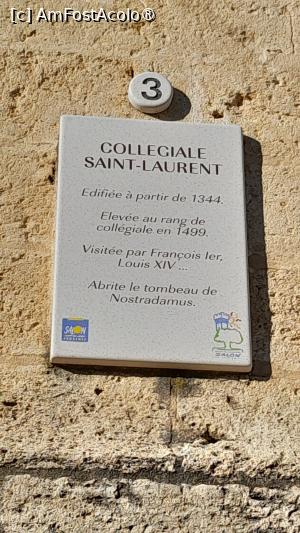 [c] AmFostAcolo®
3
COLLEGIALE
SAINT-LAURENT
Edifiée à partir de 1344.
Elevée au rang de
collégiale en 1499.
Visitée par François Ier,
Louis XIV ...
Abrite le tombeau de
Nostradamus.
SALON
PROVENCE
SALON